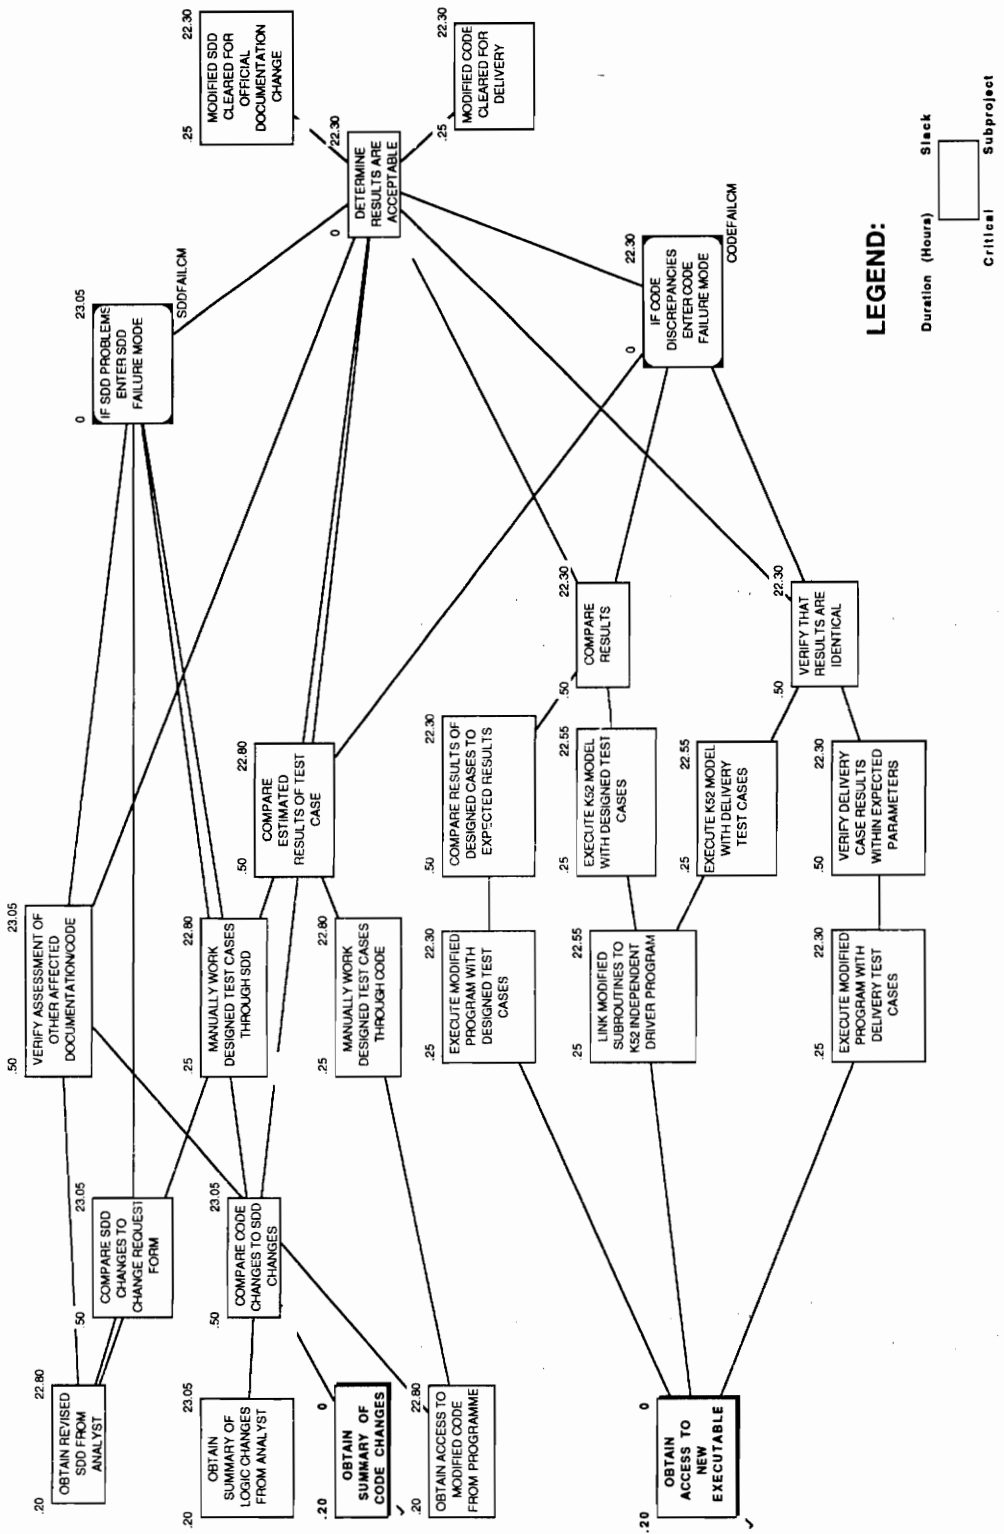 .20
22.80
OBTAIN REVISED
SDD FROM
ANALYST
.20
23.05
OBTAIN
SUMMARY OF
LOGIC CHANGES
FROM ANALYST
.20
0
OBTAIN
SUMMARY OF
CODE CHANGES
.20
22.80
OBTAIN ACCESS TO
MODIFIED CODE
FROM PROGRAMME
.20
0
OBTAIN
ACCESS TO
NEW
EXECUTABLE
.50
23.05
COMPARE SDD
CHANGES TO
CHANGE REQUEST
FORM
.50
23.05
COMPARE CODE
CHANGES TO SDD
CHANGES
.50
23.05
VERIFY ASSESSMENT OF
OTHER AFFECTED
DOCUMENTATION/CODE
.25
22.80
MANUALLY WORK
DESIGNED TEST CASES
THROUGH SDD
.25
22.80
MANUALLY WORK
DESIGNED TEST CASES
THROUGH CODE
.25
22.30
EXECUTE MODIFIED
PROGRAM WITH
DESIGNED TEST
CASES
.25
22.55
LINK MODIFIED
SUBROUTINES TO
K52 INDEPENDENT
DRIVER PROGRAM
.25
22.30
EXECUTE MODIFIED
PROGRAM WITH
DELIVERY TEST
CASES
.50
22.80
COMPARE
ESTIMATED
RESULTS OF TEST
CASE
.50
22.30
COMPARE RESULTS OF
DESIGNED CASES TO
EXPECTED RESULTS
.25
22.55
EXECUTE K52 MODEL
WITH DESIGNED TEST
CASES
.25
22.55
EXECUTE K52 MODEL
WITH DELIVERY
TEST CASES
.50
22.30
VERIFY DELIVERY
CASE RESULTS
WITHIN EXPECTED
PARAMETERS
.50
22.30
COMPARE
RESULTS
.50
22.30
VERIFY THAT
RESULTS ARE
IDENTICAL
0
23.05
IF SDD PROBLEMS
ENTER SDD
FAILURE MODE
SDDFAILCM
0
22.30
IF CODE
DISCREPANCIES
ENTER CODE
FAILURE MODE
CODEFAILCM
0
22.30
DETERMINE
RESULTS ARE
ACCEPTABLE
.25
22.30
MODIFIED SDD
CLEARED FOR
OFFICIAL
DOCUMENTATION
CHANGE
.25
22.30
MODIFIED CODE
CLEARED FOR
DELIVERY
LEGEND:
Duration (Hours) Slack
Critical Subproject